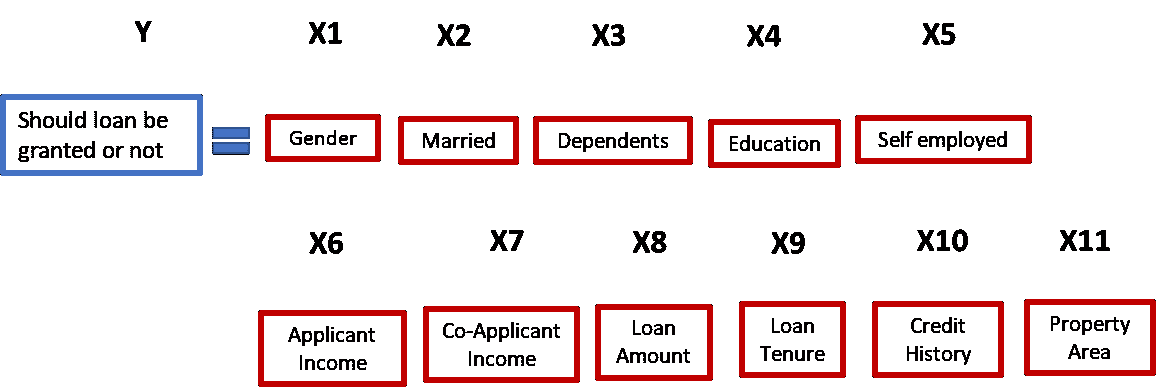 Y X1 X2 X3 X4 X5
Should loan be
granted or not
Gender Married Dependents Education Self employed
X6 X7 X8 X9 X10 X11
Applicant
Income
Co-Applicant
Income
Loan
Amount
Loan
Tenure
Credit
History
Property
Area